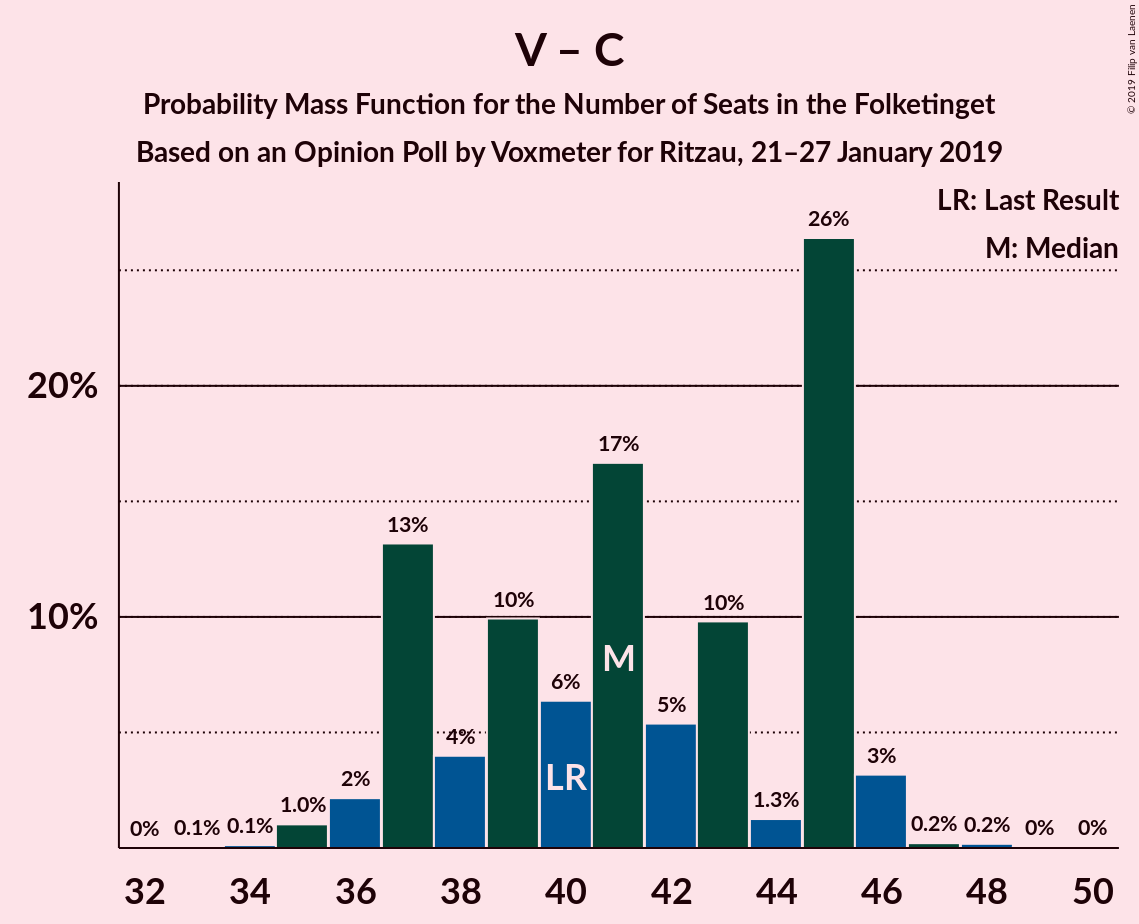 V – C
Probability Mass Function for the Number of Seats in the Folketinget
Based on an Opinion Poll by Voxmeter for Ritzau, 21–27 January 2019
© 2019 Filip van Laenen
LR: Last Result
M: Median
20%
10%
0%
0.1%
0.1%
1.0%
2%
13%
4%
10%
6%
17%
5%
10%
1.3%
26%
3%
0.2%
0.2%
0%
0%
M
LR
32 34 36 38 40 42 44 46 48 50